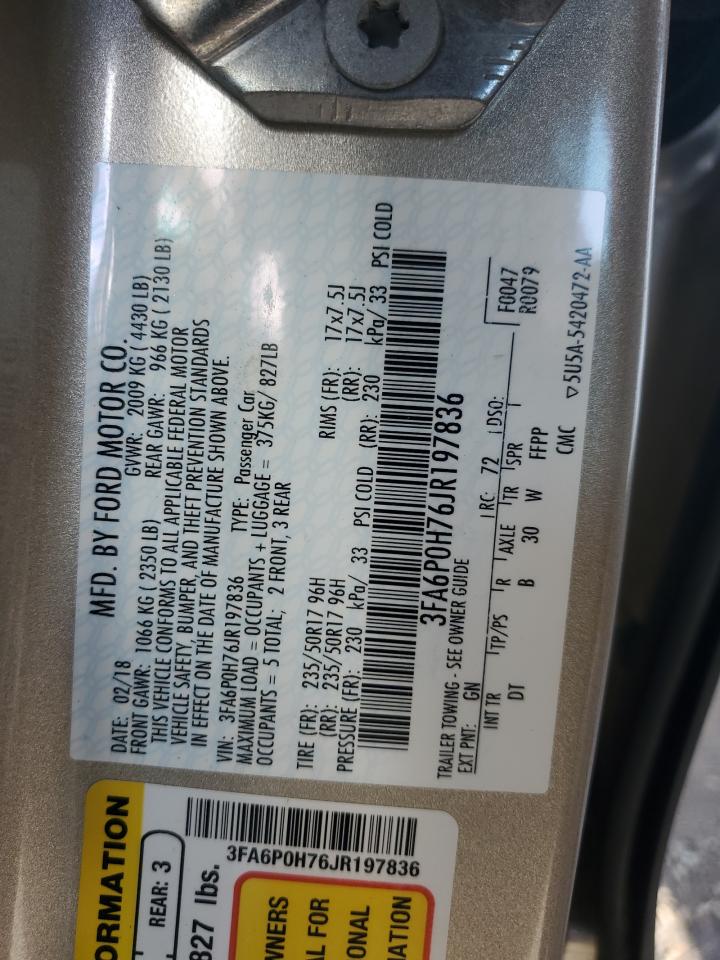 MFD. BY FORD MOTOR CO.
DATE: 02/18 GVWR: 2009 KG ( 4430 LB)
FRONT GAWR: 1066 KG ( 2350 LB) REAR GAWR: 966 KG ( 2130 LB)
THIS VEHICLE CONFORMS TO ALL APPLICABLE FEDERAL MOTOR
VEHICLE SAFETY, BUMPER, AND THEFT PREVENTION STANDARDS
IN EFFECT ON THE DATE OF MANUFACTURE SHOWN ABOVE.
VIN: 3FA6P0H76JR197836 TYPE: Passenger Car
MAXIMUM LOAD = OCCUPANTS + LUGGAGE = 375KG/ 827LB
OCCUPANTS = 5 TOTAL; 2 FRONT, 3 REAR
TIRE (FR): 235/50R17 96H RIMS (FR): 17x7.5J
(RR): 235/50R17 96H (RR): 17x7.5J
PRESSURE (FR): 230 kPa/ 33 PSI COLD (RR): 230 kPa/ 33 PSI COLD
3FA6P0H76JR197836
TRAILER TOWING - SEE OWNER GUIDE
EXT PNT: GN RC: 72 DSO: F0047
R0079
INT TR TP/PS R AXLE TR SPR
DT B 30 W FFPP
CMC ▽5U5A-5420472-AA
ORMATION
REAR: 3
827 lbs.
3FA6P0H76JR197836
WNERS
AL FOR
ONAL
MATION